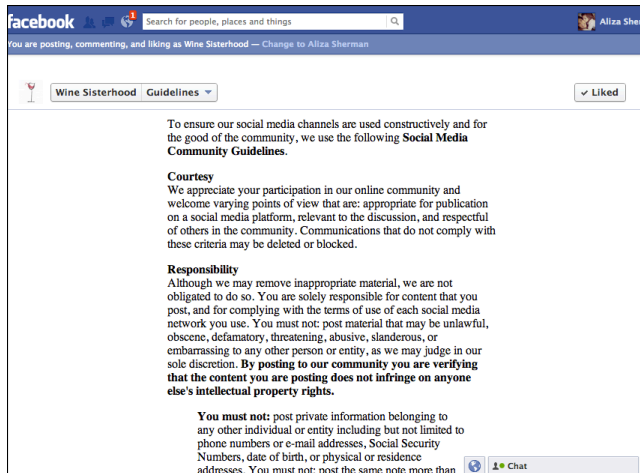 facebook
1
Search for people, places and things
Aliza Sher
You are posting, commenting, and liking as Wine Sisterhood — Change to Aliza Sherman
Wine Sisterhood Guidelines
✓ Liked
To ensure our social media channels are used constructively and for
the good of the community, we use the following Social Media
Community Guidelines.
Courtesy
We appreciate your participation in our online community and
welcome varying points of view that are: appropriate for publication
on a social media platform, relevant to the discussion, and respectful
of others in the community. Communications that do not comply with
these criteria may be deleted or blocked.
Responsibility
Although we may remove inappropriate material, we are not
obligated to do so. You are solely responsible for content that you
post, and for complying with the terms of use of each social media
network you use. You must not: post material that may be unlawful,
obscene, defamatory, threatening, abusive, slanderous, or
embarrassing to any other person or entity, as we may judge in our
sole discretion. By posting to our community you are verifying
that the content you are posting does not infringe on anyone
else's intellectual property rights.
You must not: post private information belonging to
any other individual or entity including but not limited to
phone numbers or e-mail addresses, Social Security
Numbers, date of birth, or physical or residence
addresses. You must not: post the same note more than
Chat